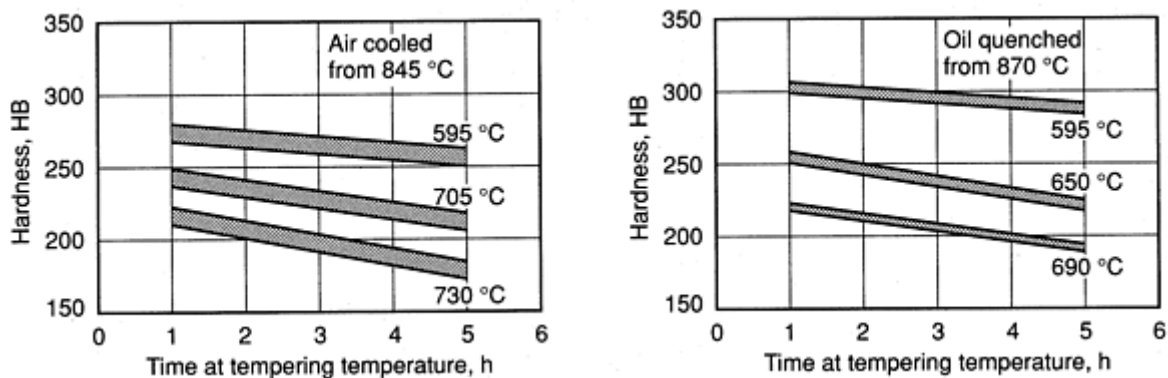 350
300
250
200
150
Hardness, HB
Air cooled
from 845 °C
595 °C
705 °C
730 °C
0
1
2
3
4
5
6
Time at tempering temperature, h
350
300
250
200
150
Hardness, HB
Oil quenched
from 870 °C
595 °C
650 °C
690 °C
0
1
2
3
4
5
6
Time at tempering temperature, h